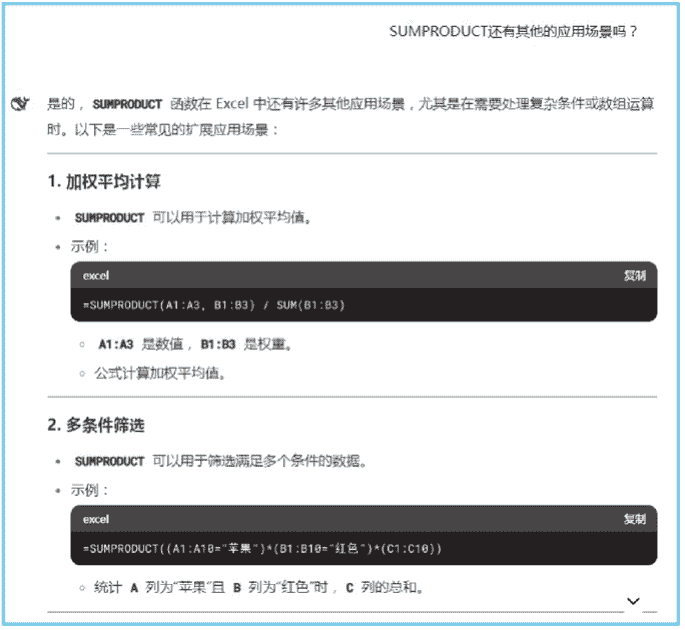 SUMPRODUCT还有其他的应用场景吗？
是的，SUMPRODUCT 函数在 Excel 中还有许多其他应用场景，尤其是在需要处理复杂条件或数组运算
时。以下是一些常见的扩展应用场景：
1. 加权平均计算
• SUMPRODUCT 可以用于计算加权平均值。
• 示例：
excel 复制
=SUMPRODUCT(A1:A3, B1:B3) / SUM(B1:B3)
○ A1:A3 是数值，B1:B3 是权重。
○ 公式计算加权平均值。
2. 多条件筛选
• SUMPRODUCT 可以用于筛选满足多个条件的数据。
• 示例：
excel 复制
=SUMPRODUCT((A1:A10="苹果")*(B1:B10="红色")*(C1:C10))
○ 统计 A 列为“苹果”且 B 列为“红色”时，C 列的总和。